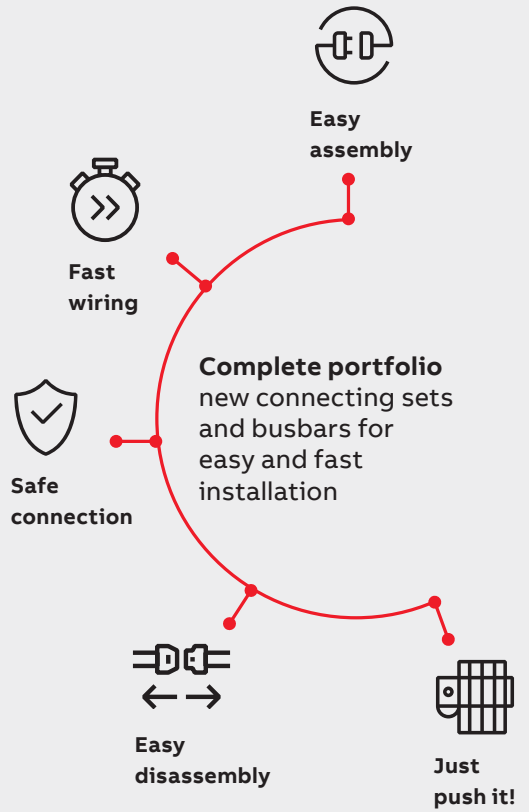 Easy
assembly
Fast
wiring
Complete portfolio
new connecting sets
and busbars for
easy and fast
installation
Safe
connection
Easy
disassembly
Just
push it!